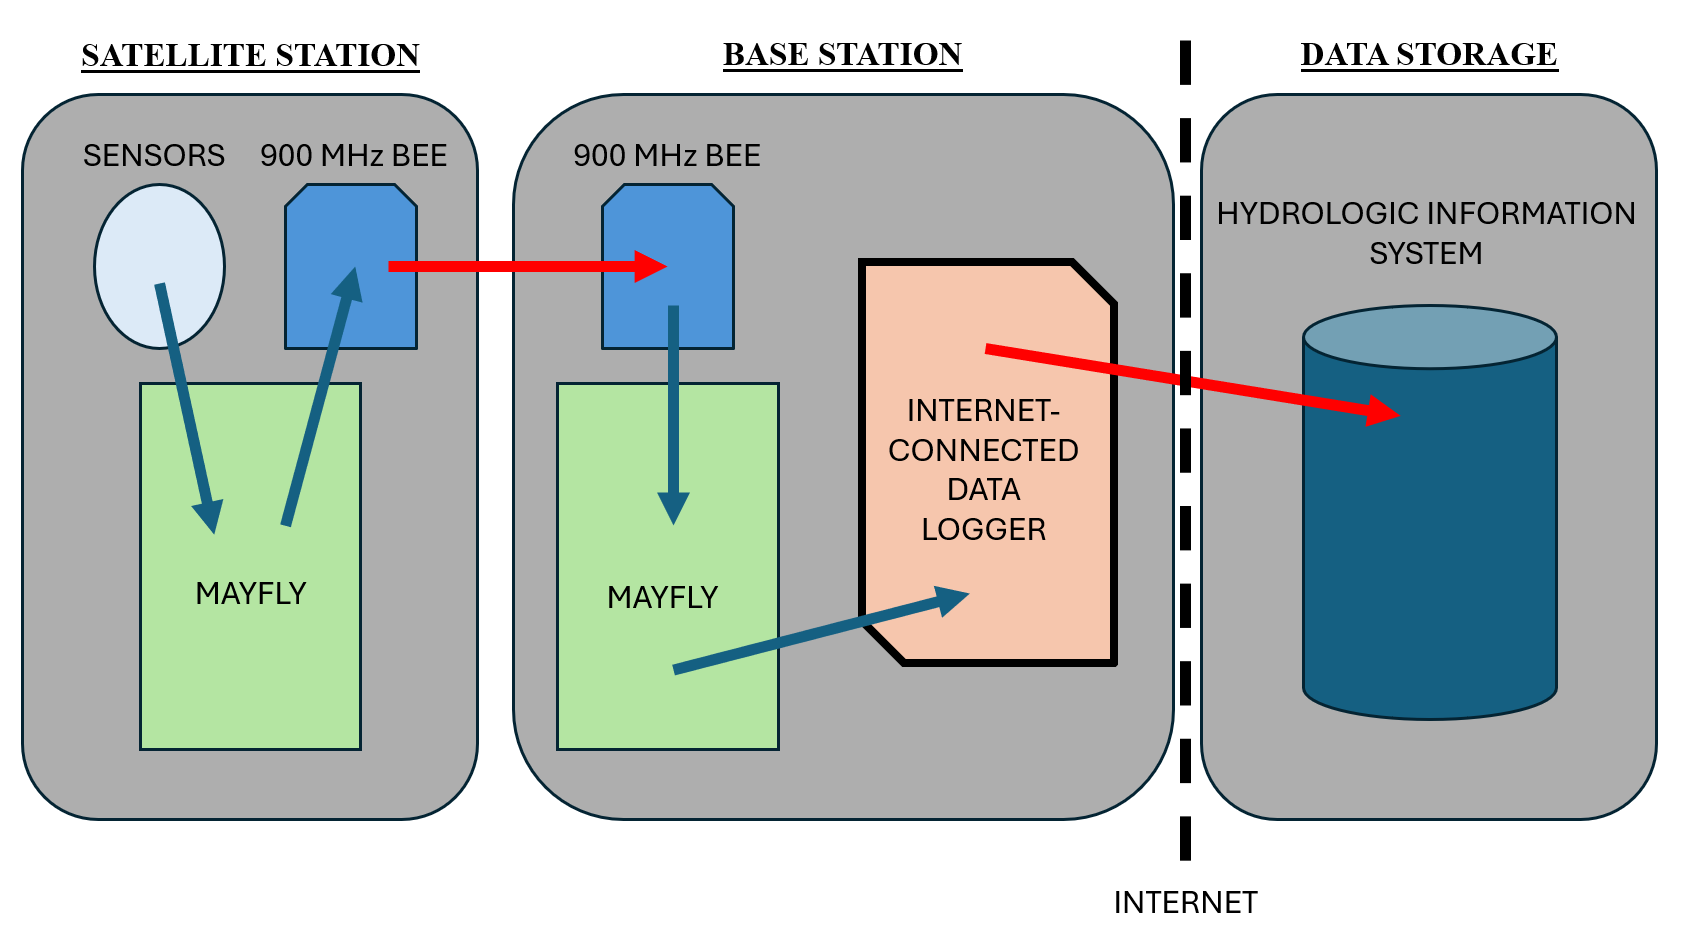 SATELLITE STATION
BASE STATION
DATA STORAGE
SENSORS
900 MHz BEE
900 MHz BEE
HYDROLOGIC INFORMATION
SYSTEM
INTERNET-
CONNECTED
DATA
LOGGER
MAYFLY
MAYFLY
INTERNET